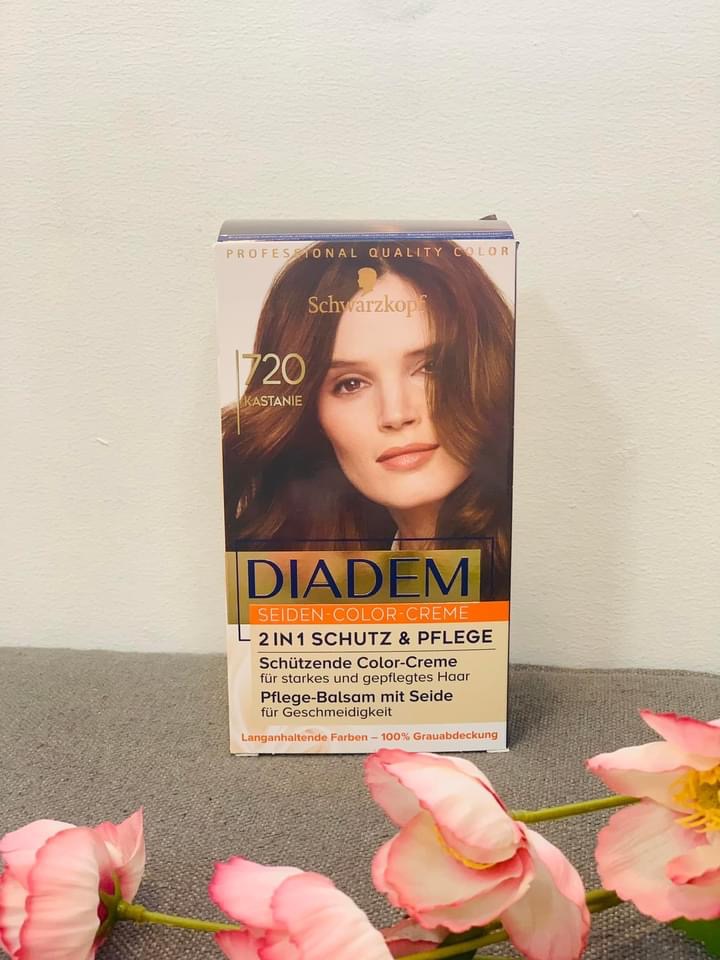 PROFESSIONAL QUALITY COLOR
Schwarzkopf
720
KASTANIE
DIADEM
SEIDEN-COLOR-CREME
2 IN 1 SCHUTZ & PFLEGE
Schützende Color-Creme
für starkes und gepflegtes Haar
Pflege-Balsam mit Seide
für Geschmeidigkeit
Langanhaltende Farben – 100% Grauabdeckung